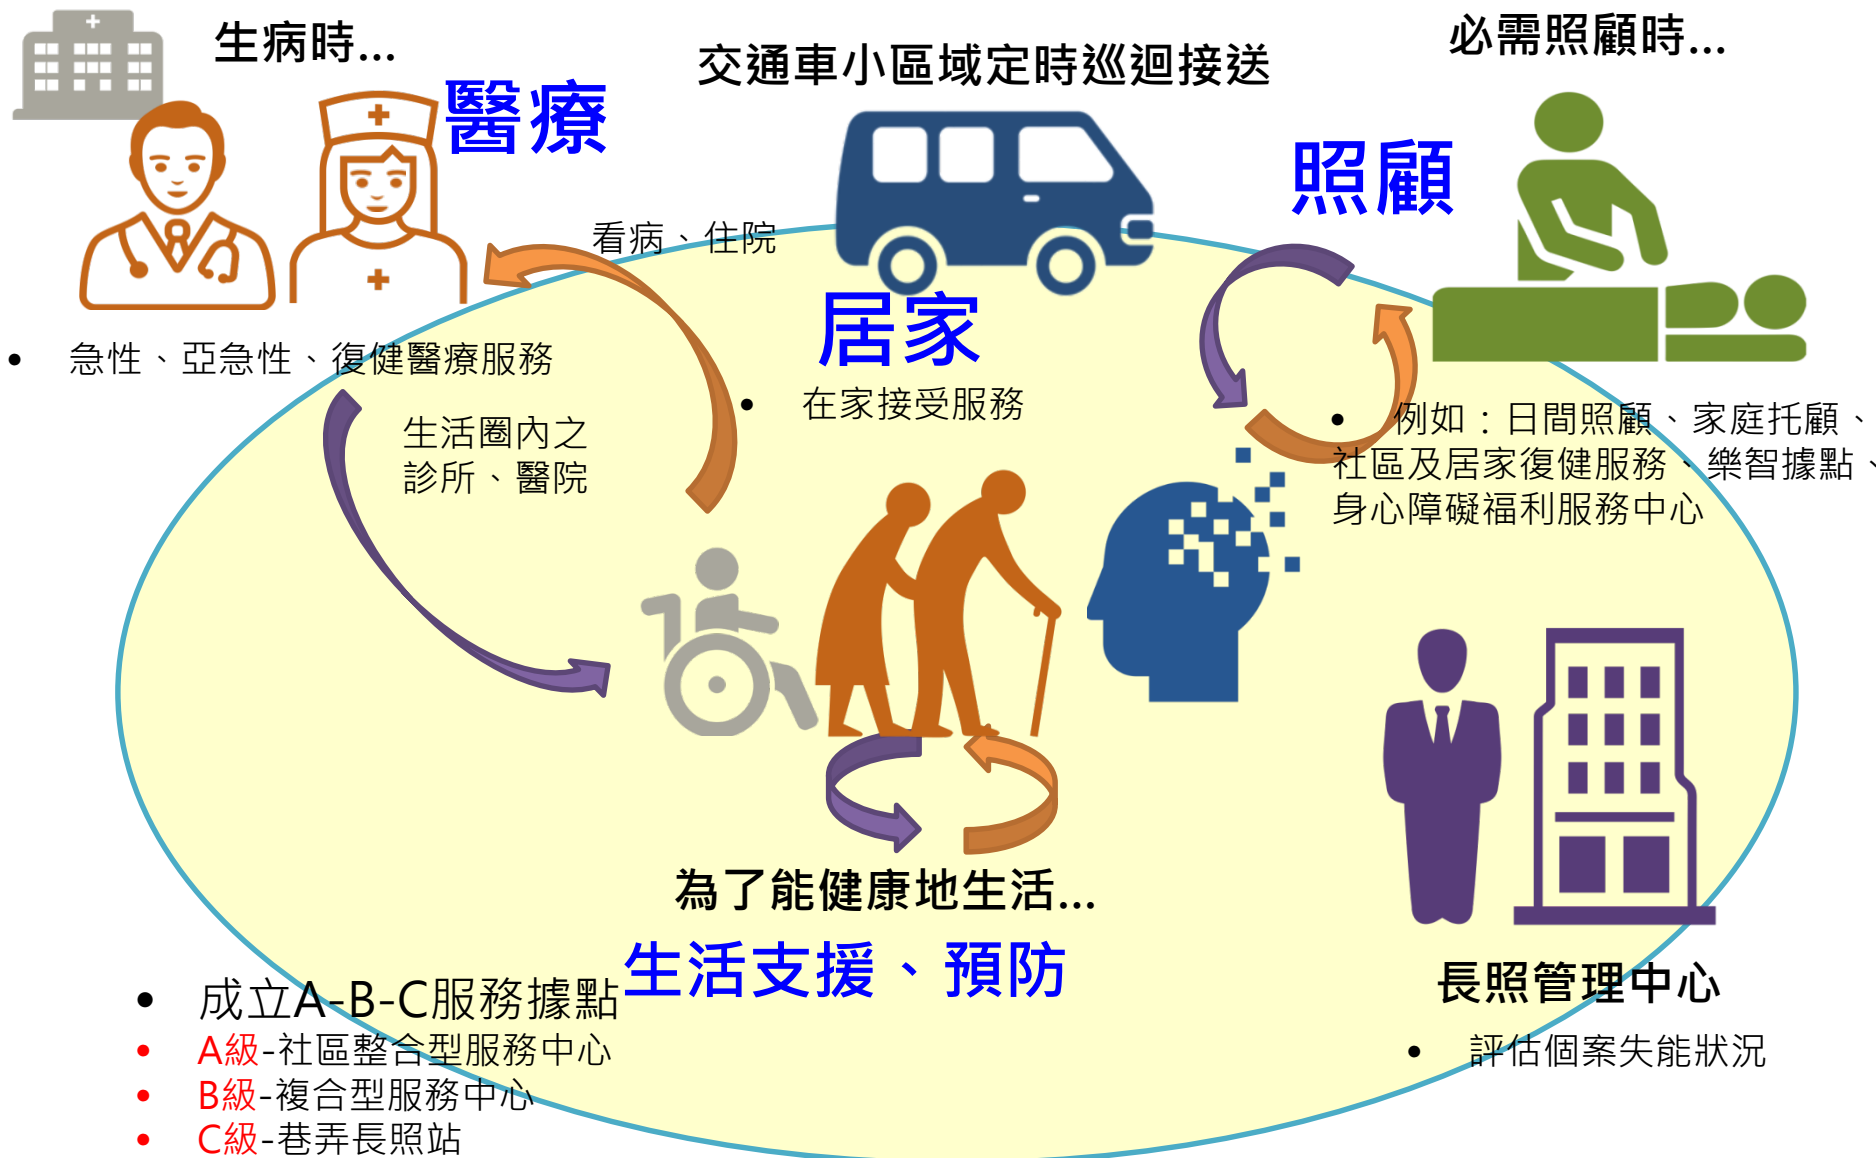 生病時...
醫療
交通車小區域定時巡迴接送
必需照顧時...
照顧
看病、住院
居家
• 急性、亞急性、復健醫療服務
生活圈內之
診所、醫院
• 在家接受服務
• 例如：日間照顧、家庭托顧、
社區及居家復健服務、樂智據點、
身心障礙福利服務中心
為了能健康地生活...
生活支援、預防
• 成立A-B-C服務據點
• A級-社區整合型服務中心
• B級-複合型服務中心
• C級-巷弄長照站
長照管理中心
• 評估個案失能狀況